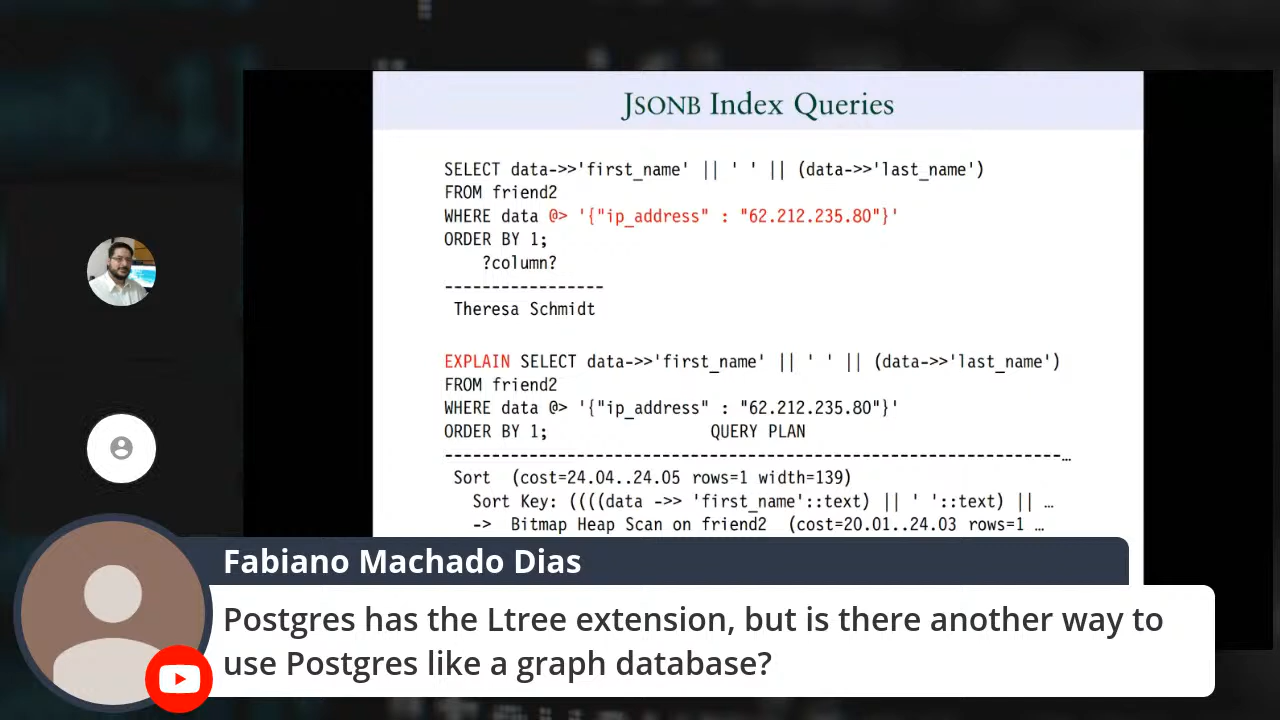 JSONB Index Queries
SELECT data->>'first_name' || ' ' || (data->>'last_name')
FROM friend2
WHERE data @> '{"ip_address" : "62.212.235.80"}'
ORDER BY 1;
?column?
-----------------
Theresa Schmidt
EXPLAIN SELECT data->>'first_name' || ' ' || (data->>'last_name')
FROM friend2
WHERE data @> '{"ip_address" : "62.212.235.80"}'
ORDER BY 1; QUERY PLAN
-----------------------------------------------------------------…
Sort (cost=24.04..24.05 rows=1 width=139)
Sort Key: ((((data ->> 'first_name'::text) || ' '::text) || …
-> Bitmap Heap Scan on friend2 (cost=20.01..24.03 rows=1 …
Fabiano Machado Dias
Postgres has the Ltree extension, but is there another way to
use Postgres like a graph database?